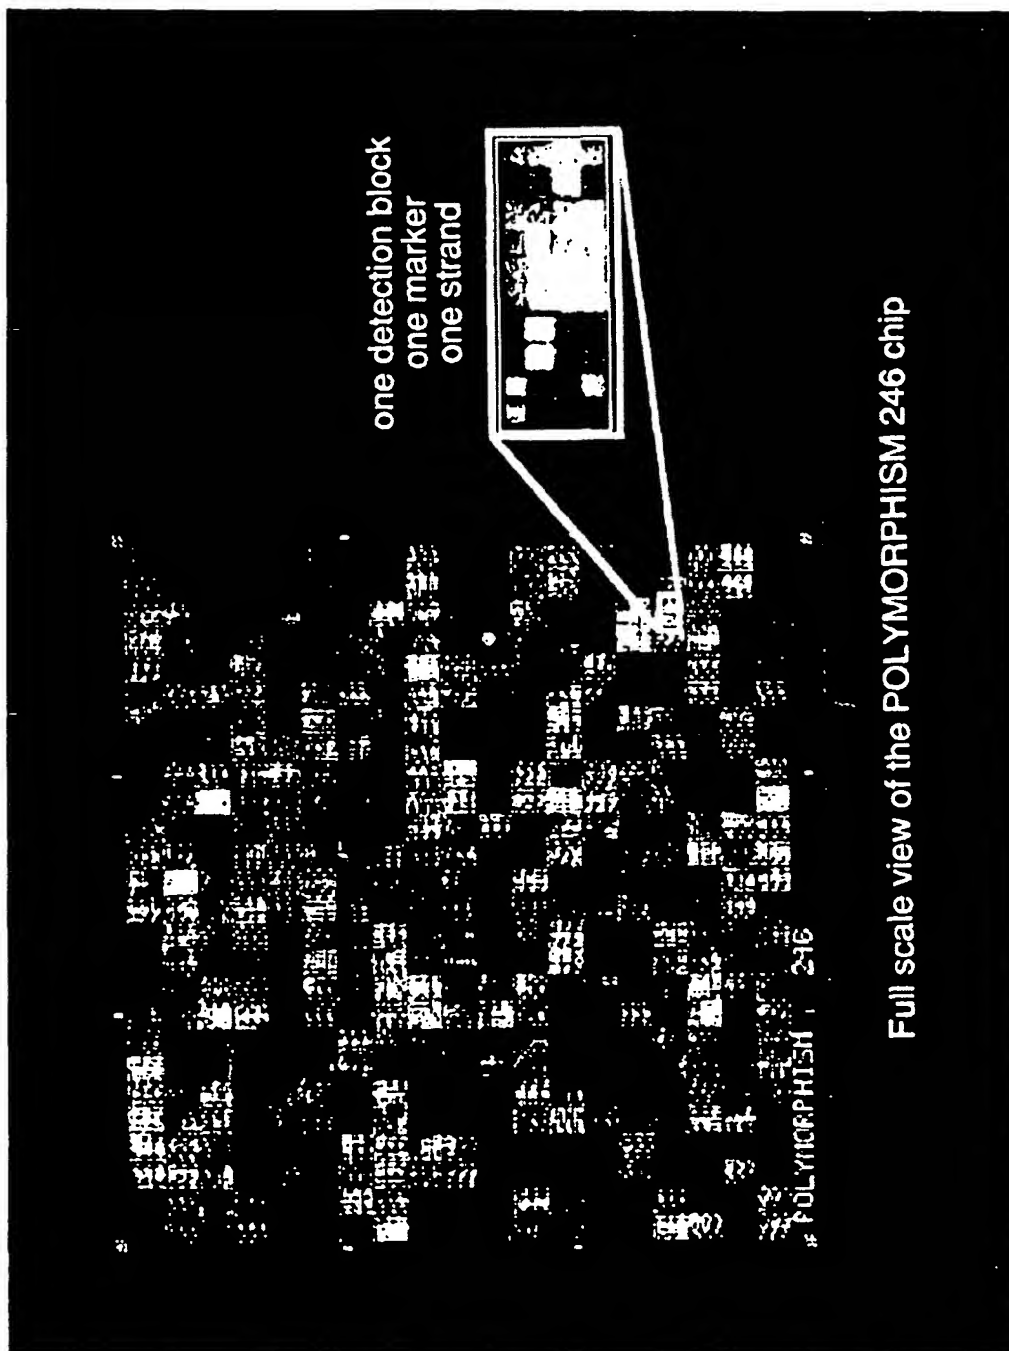 one detection block
one marker
one strand
POLYMORPHISM 246
Full scale view of the POLYMORPHISM 246 chip